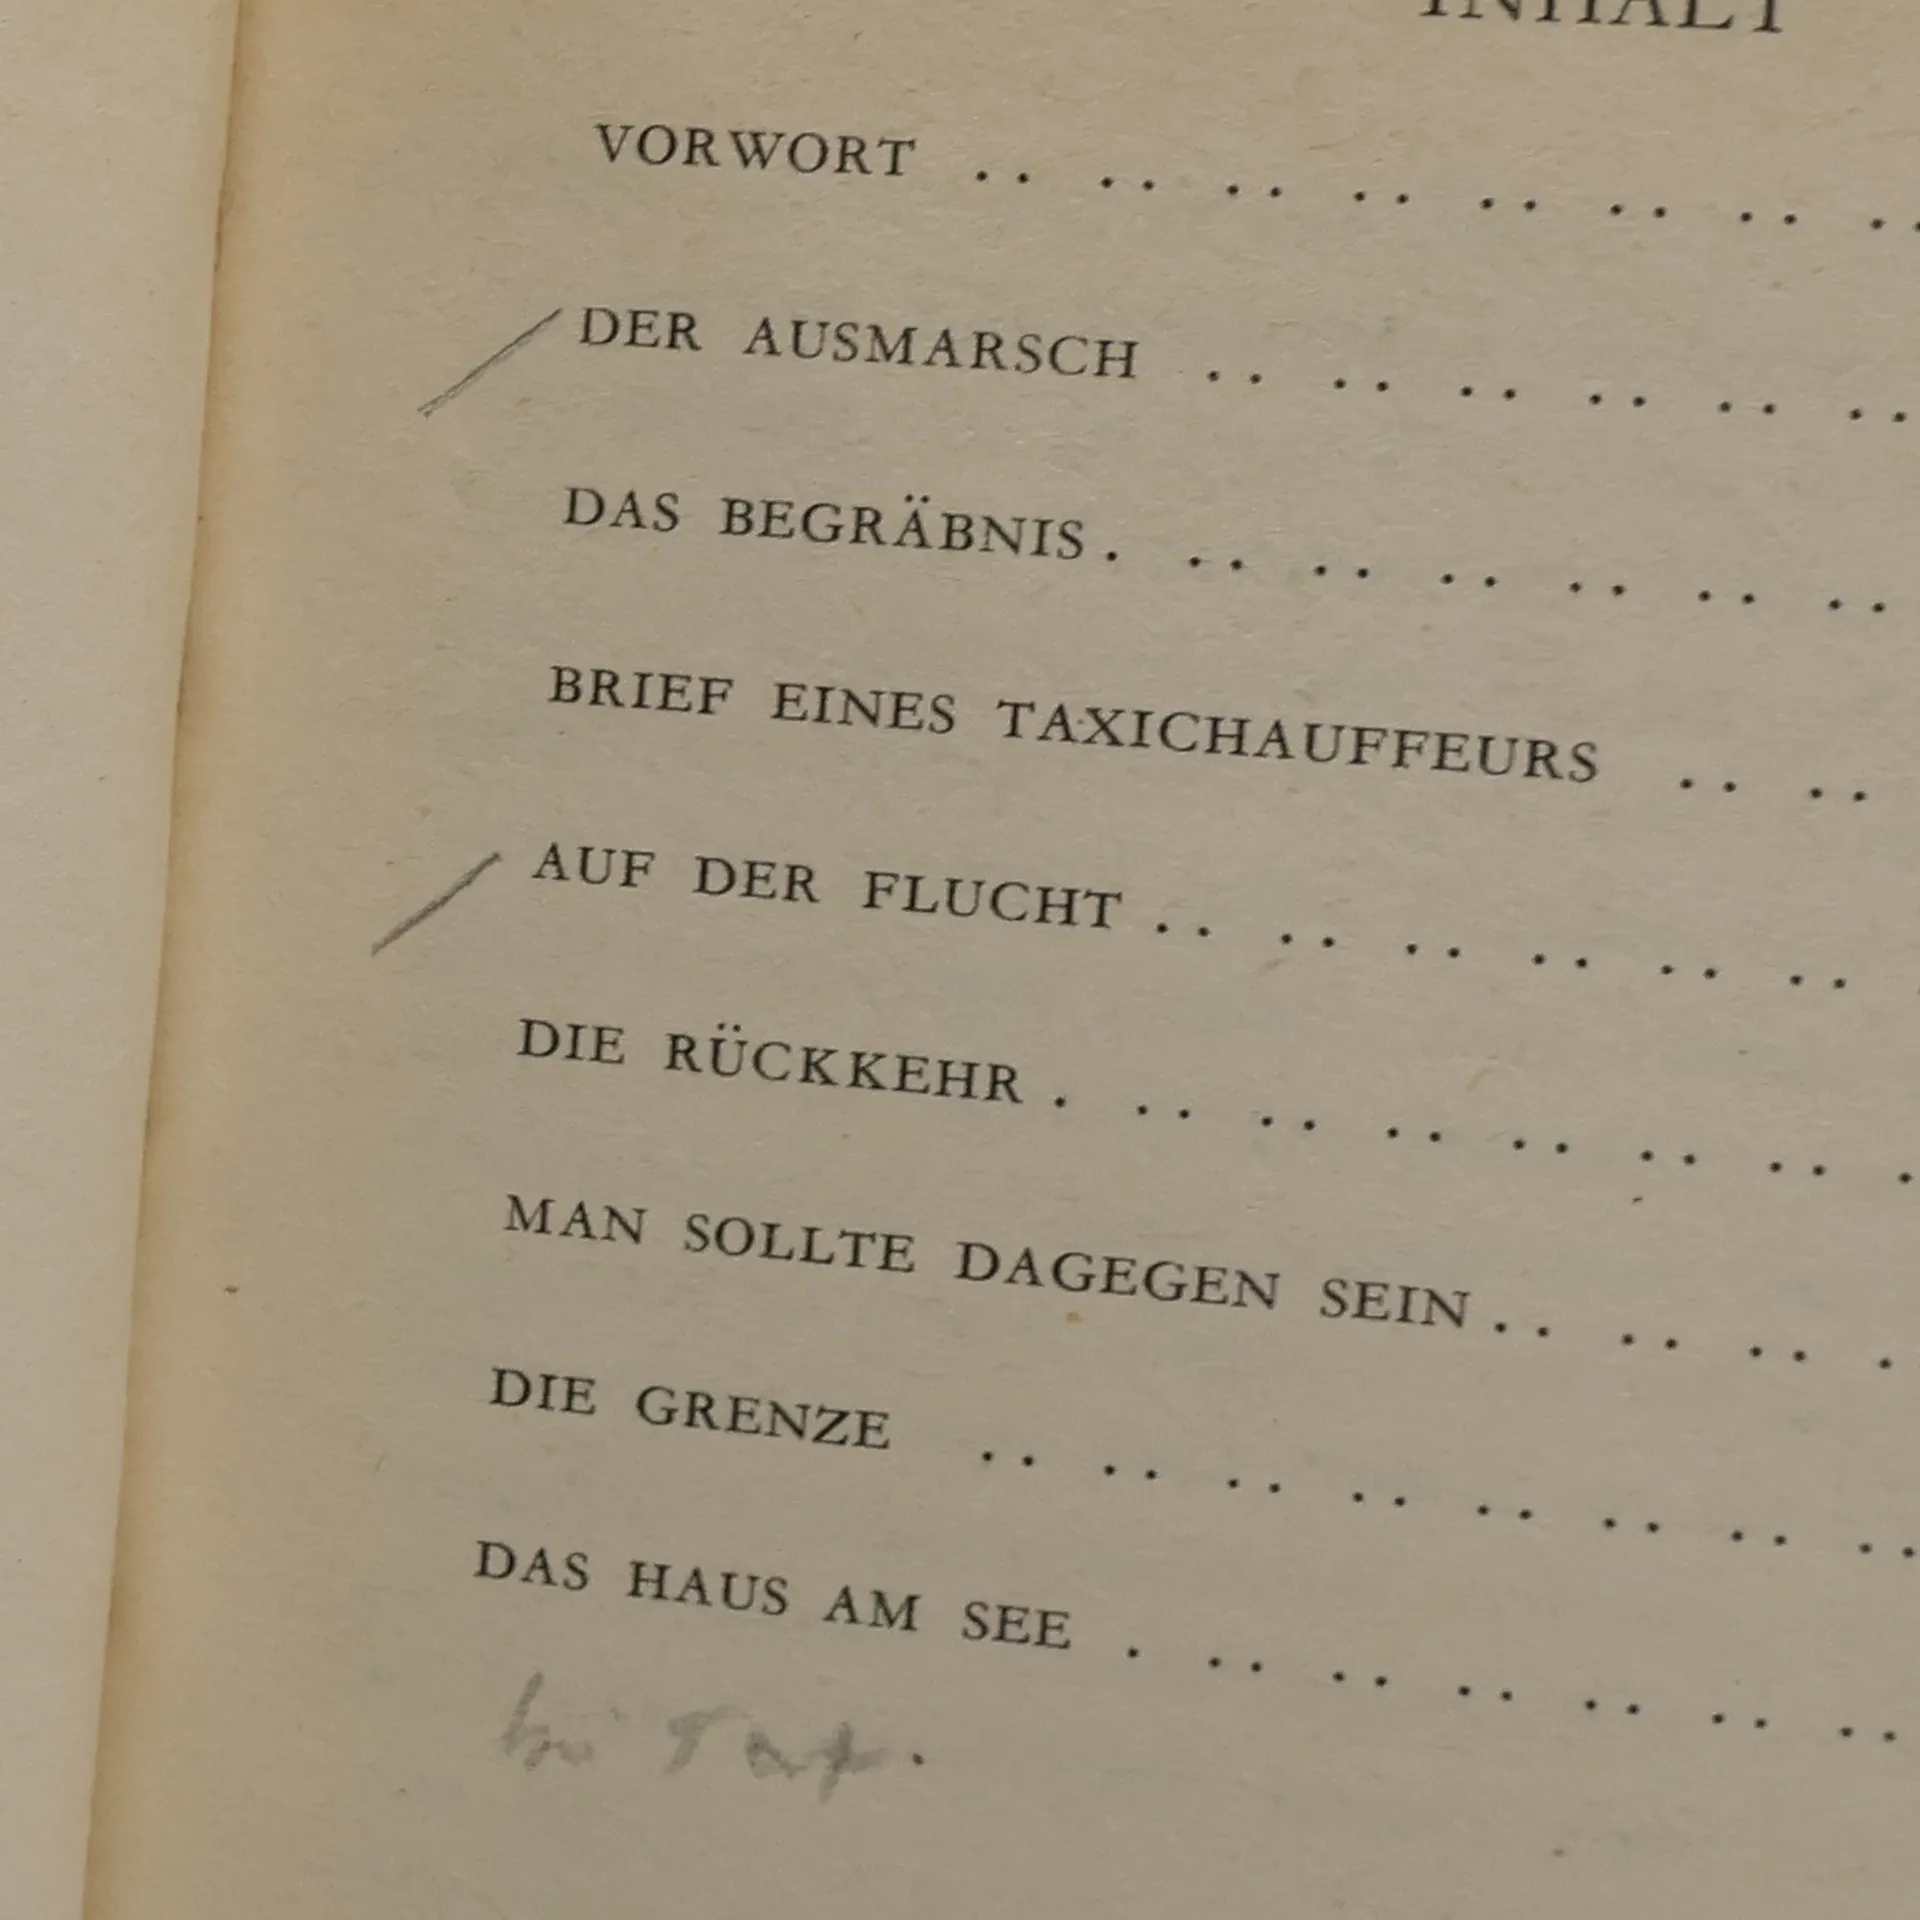 INHALT
VORWORT . . . . . . . . . . . . . . . .
DER AUSMARSCH . . . . . . . . . . . .
DAS BEGRÄBNIS . . . . . . . . . . . . .
BRIEF EINES TAXICHAUFFEURS . . . .
AUF DER FLUCHT . . . . . . . . . . . .
DIE RÜCKKEHR . . . . . . . . . . . . . .
MAN SOLLTE DAGEGEN SEIN . . . . . . .
DIE GRENZE . . . . . . . . . . . . . . . .
DAS HAUS AM SEE . . . . . . . . . . . . .